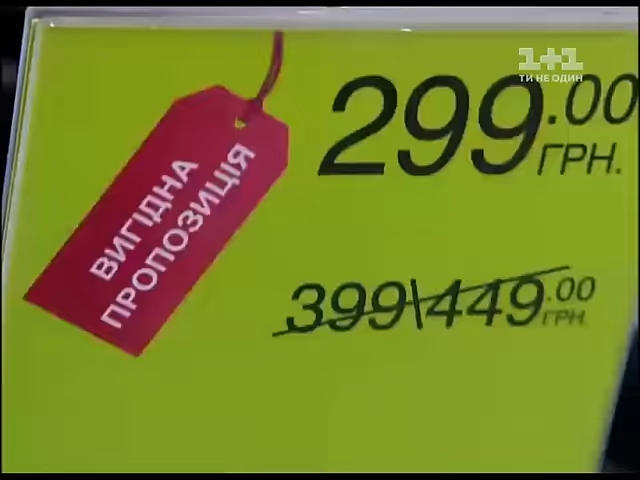 1+1
ТИ НЕ ОДИН
299.00
ГРН.
ВИГІДНА
ПРОПОЗИЦІЯ
399\449.00
ГРН.